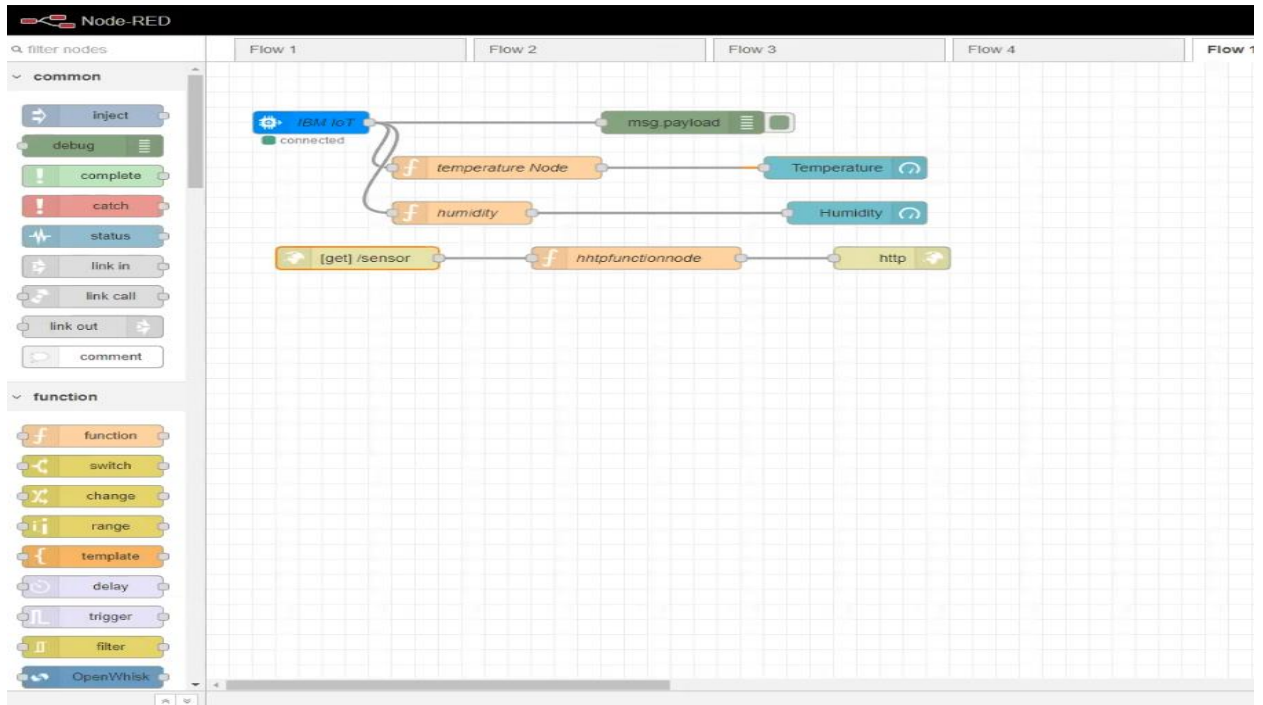 Node-RED
filter nodes
Flow 1
Flow 2
Flow 3
Flow 4
Flow 1
common
inject
debug
complete
catch
status
link in
link call
link out
comment
function
function
switch
change
range
template
delay
trigger
filter
OpenWhisk
IBM IoT
connected
msg.payload
temperature Node
Temperature
humidity
Humidity
[get] /sensor
hhtpfunctionnode
http